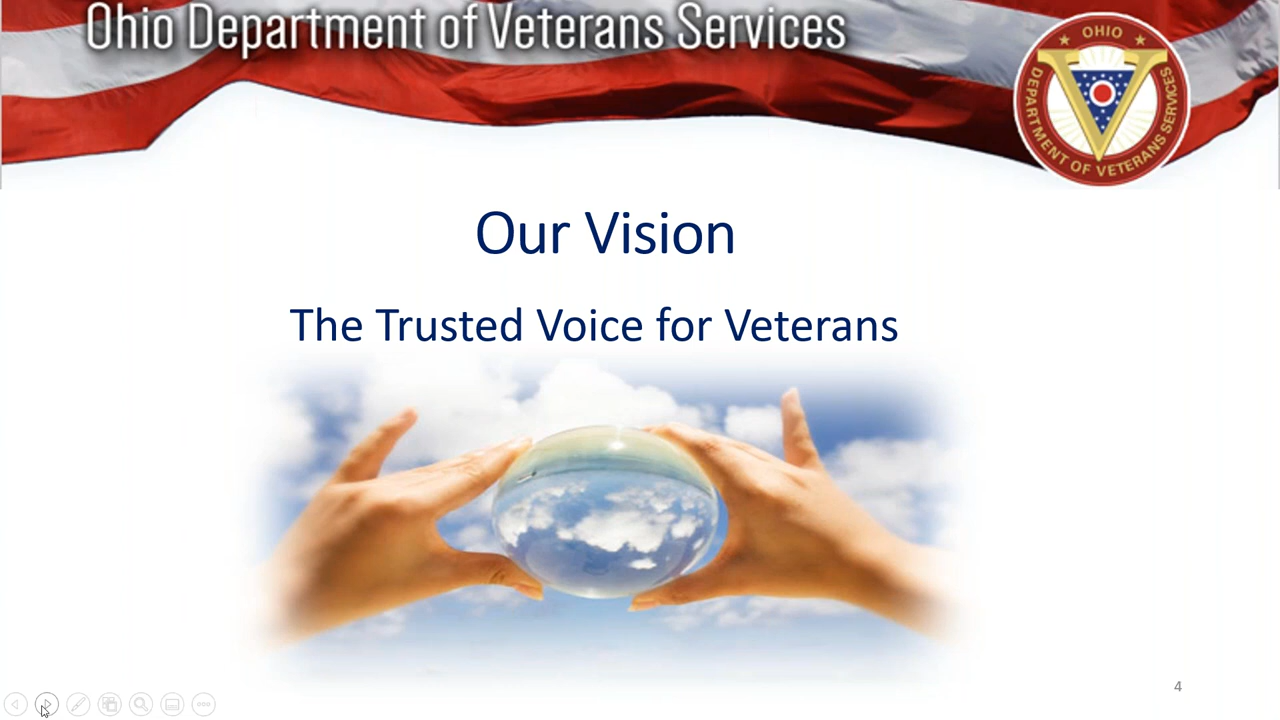 Ohio Department of Veterans Services
OHIO
DEPARTMENT OF VETERANS SERVICES
Our Vision
The Trusted Voice for Veterans
4